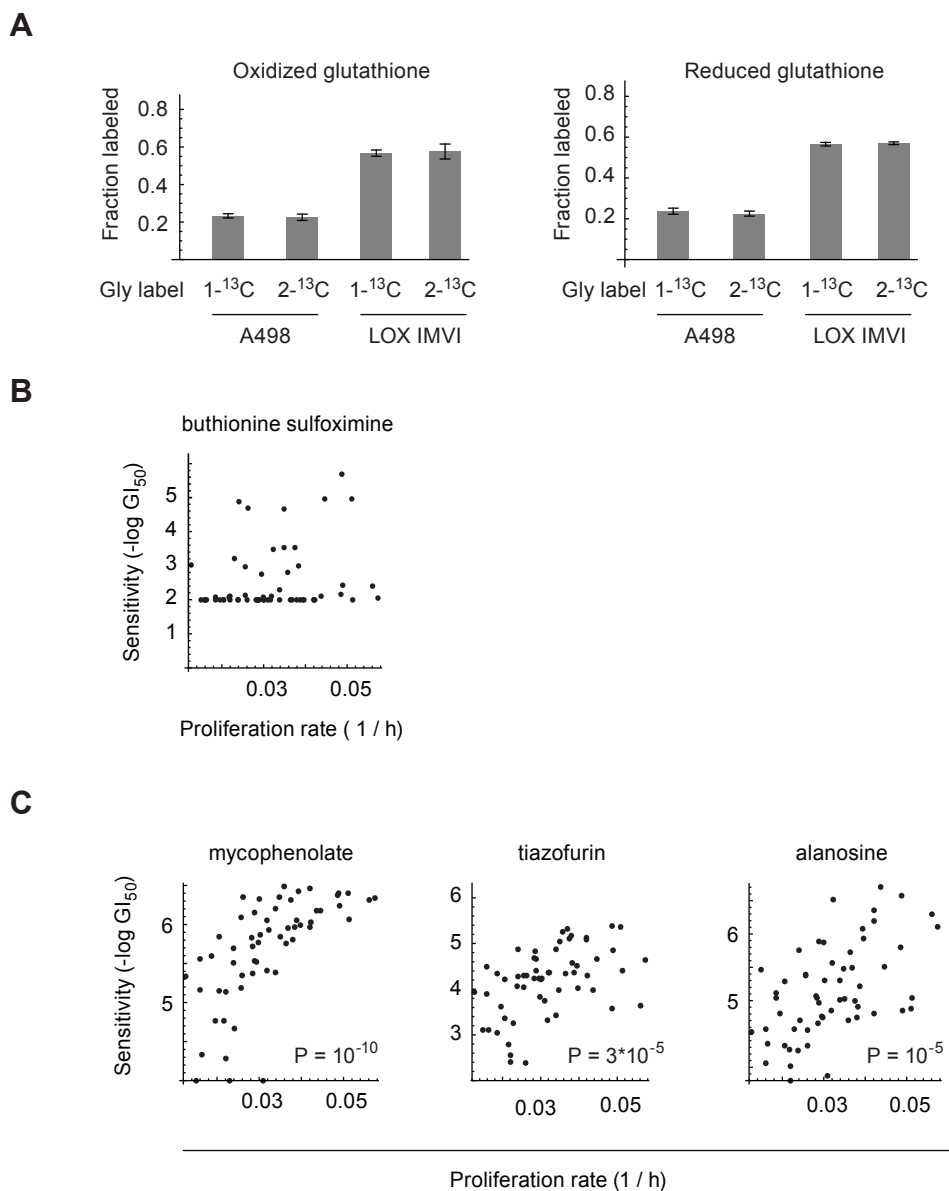 A
Oxidized glutathione
Reduced glutathione
Fraction labeled
0.8
0.6
0.4
0.2
Fraction labeled
0.8
0.6
0.4
0.2
Gly label 1-¹³C 2-¹³C 1-¹³C 2-¹³C
A498 LOX IMVI
Gly label 1-¹³C 2-¹³C 1-¹³C 2-¹³C
A498 LOX IMVI
B
buthionine sulfoximine
Sensitivity (-log GI₅₀)
5
4
3
2
1
0.03 0.05
Proliferation rate ( 1 / h)
C
mycophenolate
tiazofurin
alanosine
Sensitivity (-log GI₅₀)
6
5
P = 10⁻¹⁰
0.03 0.05
6
5
4
3
P = 3*10⁻⁵
0.03 0.05
6
5
P = 10⁻⁵
0.03 0.05
Proliferation rate (1 / h)